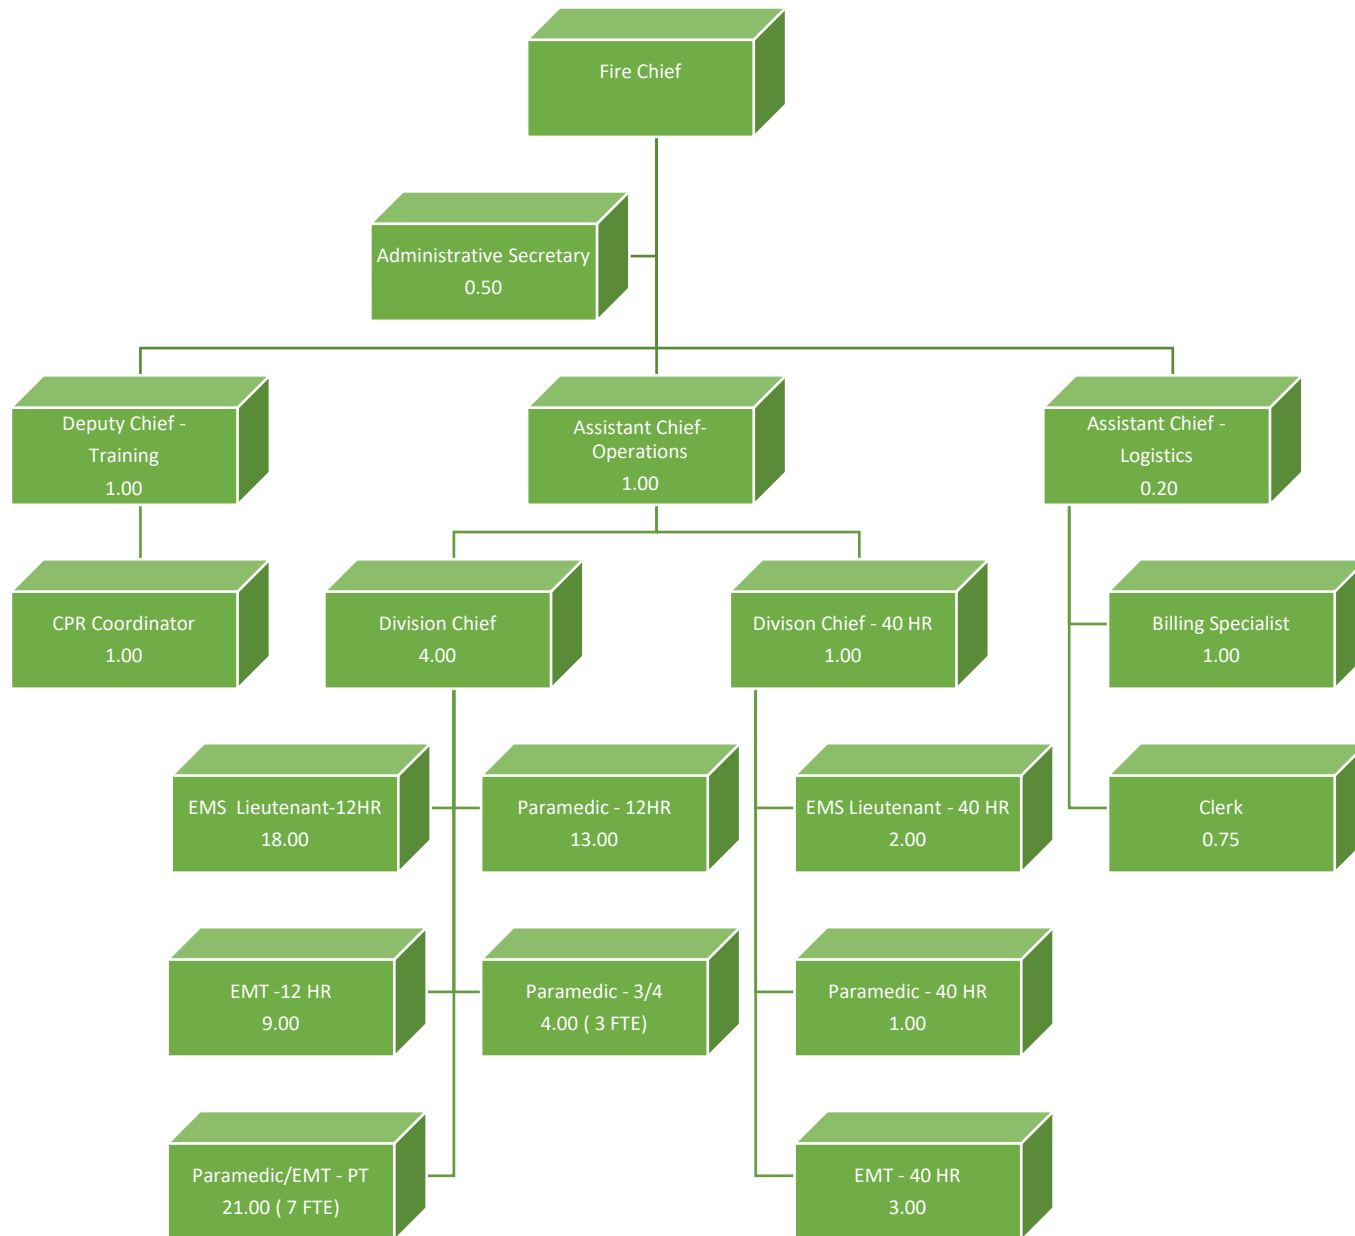 Fire Chief
Administrative Secretary
0.50
Deputy Chief -
Training
1.00
Assistant Chief-
Operations
1.00
Assistant Chief -
Logistics
0.20
CPR Coordinator
1.00
Division Chief
4.00
Divison Chief - 40 HR
1.00
Billing Specialist
1.00
EMS  Lieutenant-12HR
18.00
Paramedic - 12HR
13.00
EMS Lieutenant - 40 HR
2.00
Clerk
0.75
EMT -12 HR
9.00
Paramedic - 3/4
4.00 ( 3 FTE)
Paramedic - 40 HR
1.00
Paramedic/EMT - PT
21.00 ( 7 FTE)
EMT - 40 HR
3.00